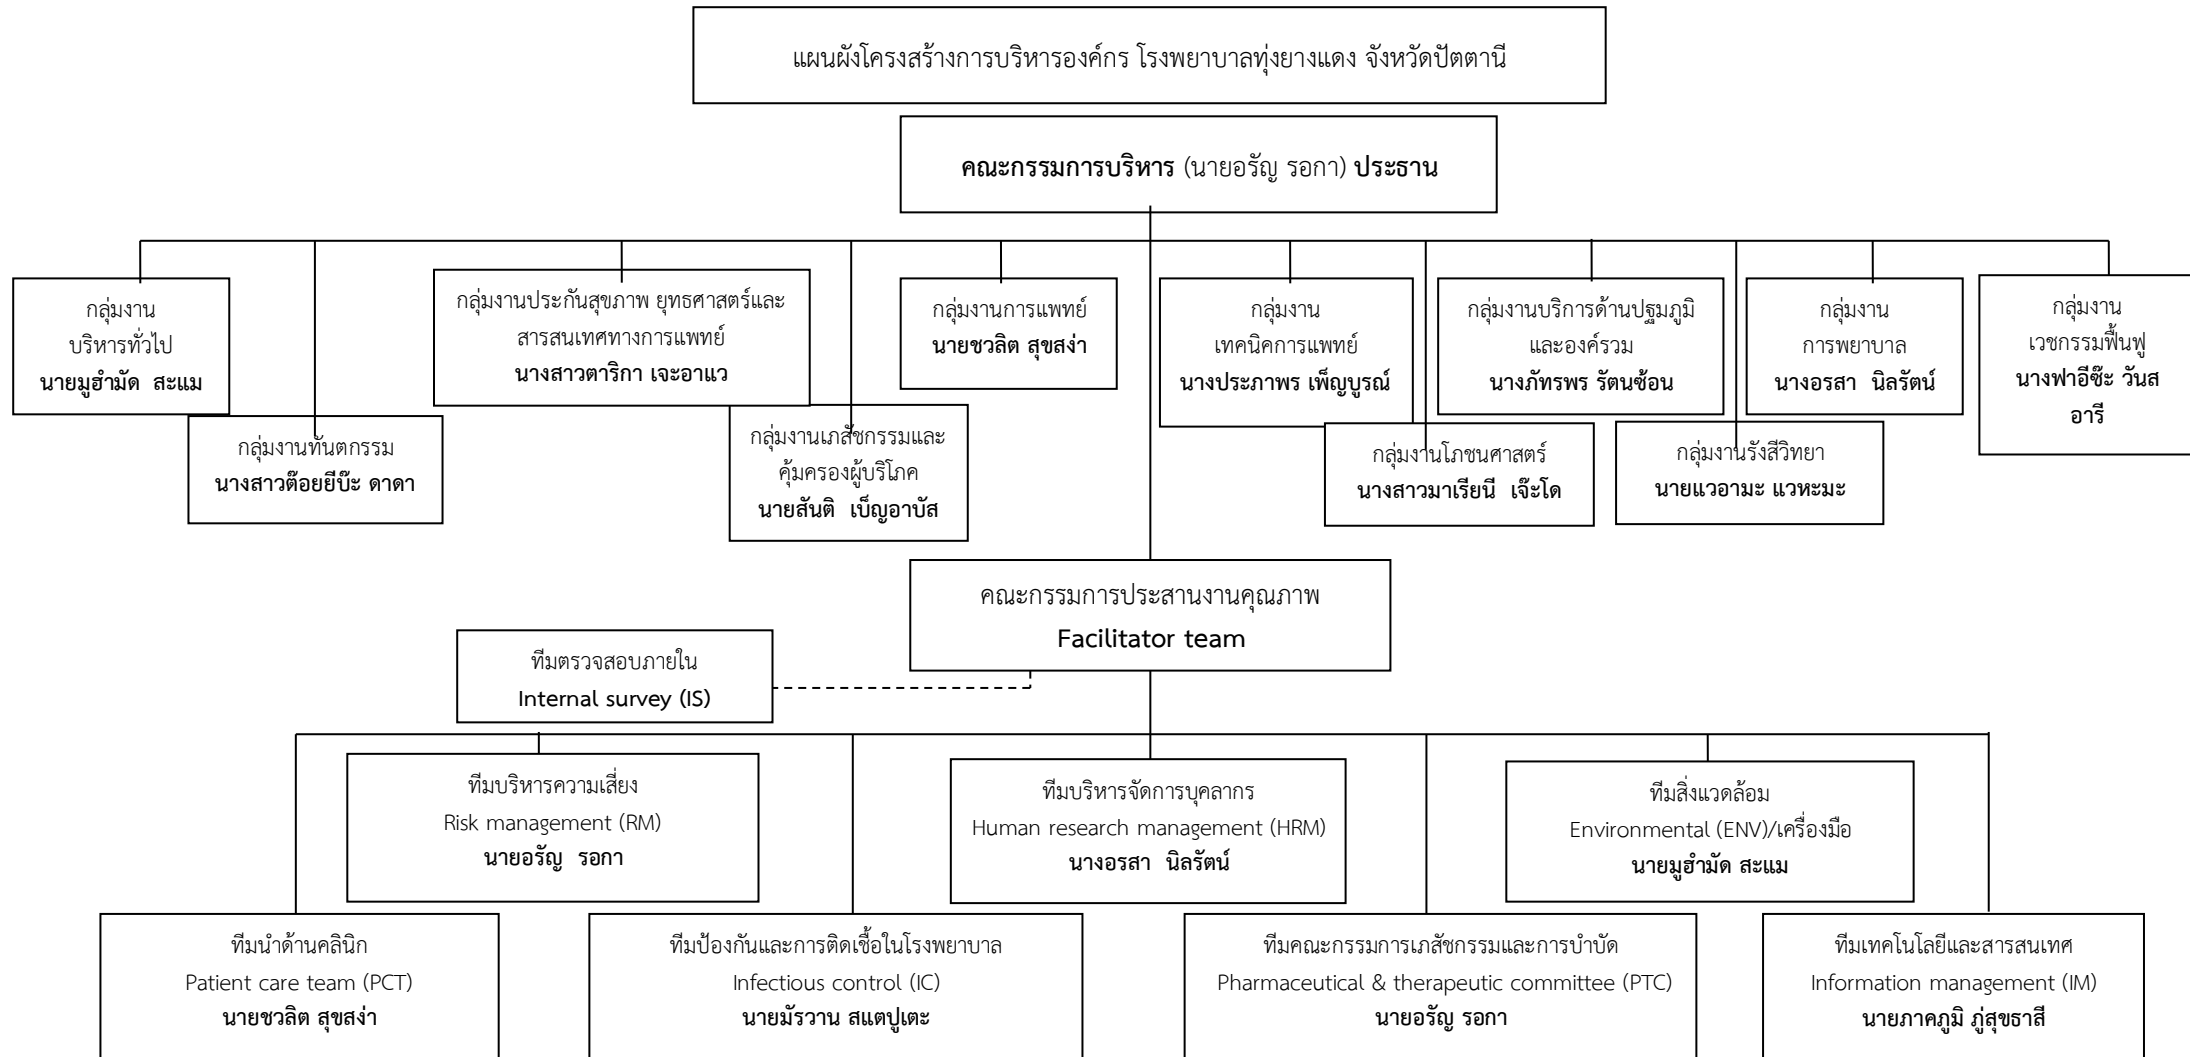 แผนผังโครงสร้างการบริหารองค์กร โรงพยาบาลทุ่งยางแดง จังหวัดปัตตานี
คณะกรรมการบริหาร (นายอรัญ รอกา) ประธาน
กลุ่มงาน
บริหารทั่วไป
นายมูฮำมัด สะแม
กลุ่มงานทันตกรรม
นางสาวต๊อยยีบ๊ะ ดาดา
กลุ่มงานประกันสุขภาพ ยุทธศาสตร์และ
สารสนเทศทางการแพทย์
นางสาวตาริกา เจะอาแว
กลุ่มงานเภสัชกรรมและ
คุ้มครองผู้บริโภค
นายสันติ เบ็ญอาบัส
กลุ่มงานการแพทย์
นายชวลิต สุขสง่า
กลุ่มงาน
เทคนิคการแพทย์
นางประภาพร เพ็ญบูรณ์
กลุ่มงานโภชนศาสตร์
นางสาวมาเรียนี เจ๊ะโด
กลุ่มงานบริการด้านปฐมภูมิ
และองค์รวม
นางภัทรพร รัตนซ้อน
กลุ่มงานรังสีวิทยา
นายแวอามะ แวหะมะ
กลุ่มงาน
การพยาบาล
นางอรสา นิลรัตน์
กลุ่มงาน
เวชกรรมฟื้นฟู
นางฟาอีซ๊ะ วันส
อารี
คณะกรรมการประสานงานคุณภาพ
Facilitator team
ทีมตรวจสอบภายใน
Internal survey (IS)
ทีมบริหารความเสี่ยง
Risk management (RM)
นายอรัญ รอกา
ทีมบริหารจัดการบุคลากร
Human research management (HRM)
นางอรสา นิลรัตน์
ทีมสิ่งแวดล้อม
Environmental (ENV)/เครื่องมือ
นายมูฮำมัด สะแม
ทีมนำด้านคลินิก
Patient care team (PCT)
นายชวลิต สุขสง่า
ทีมป้องกันและการติดเชื้อในโรงพยาบาล
Infectious control (IC)
นายมัรวาน สแตปูเตะ
ทีมคณะกรรมการเภสัชกรรมและการบำบัด
Pharmaceutical & therapeutic committee (PTC)
นายอรัญ รอกา
ทีมเทคโนโลยีและสารสนเทศ
Information management (IM)
นายภาคภูมิ ภู่สุขธาสี